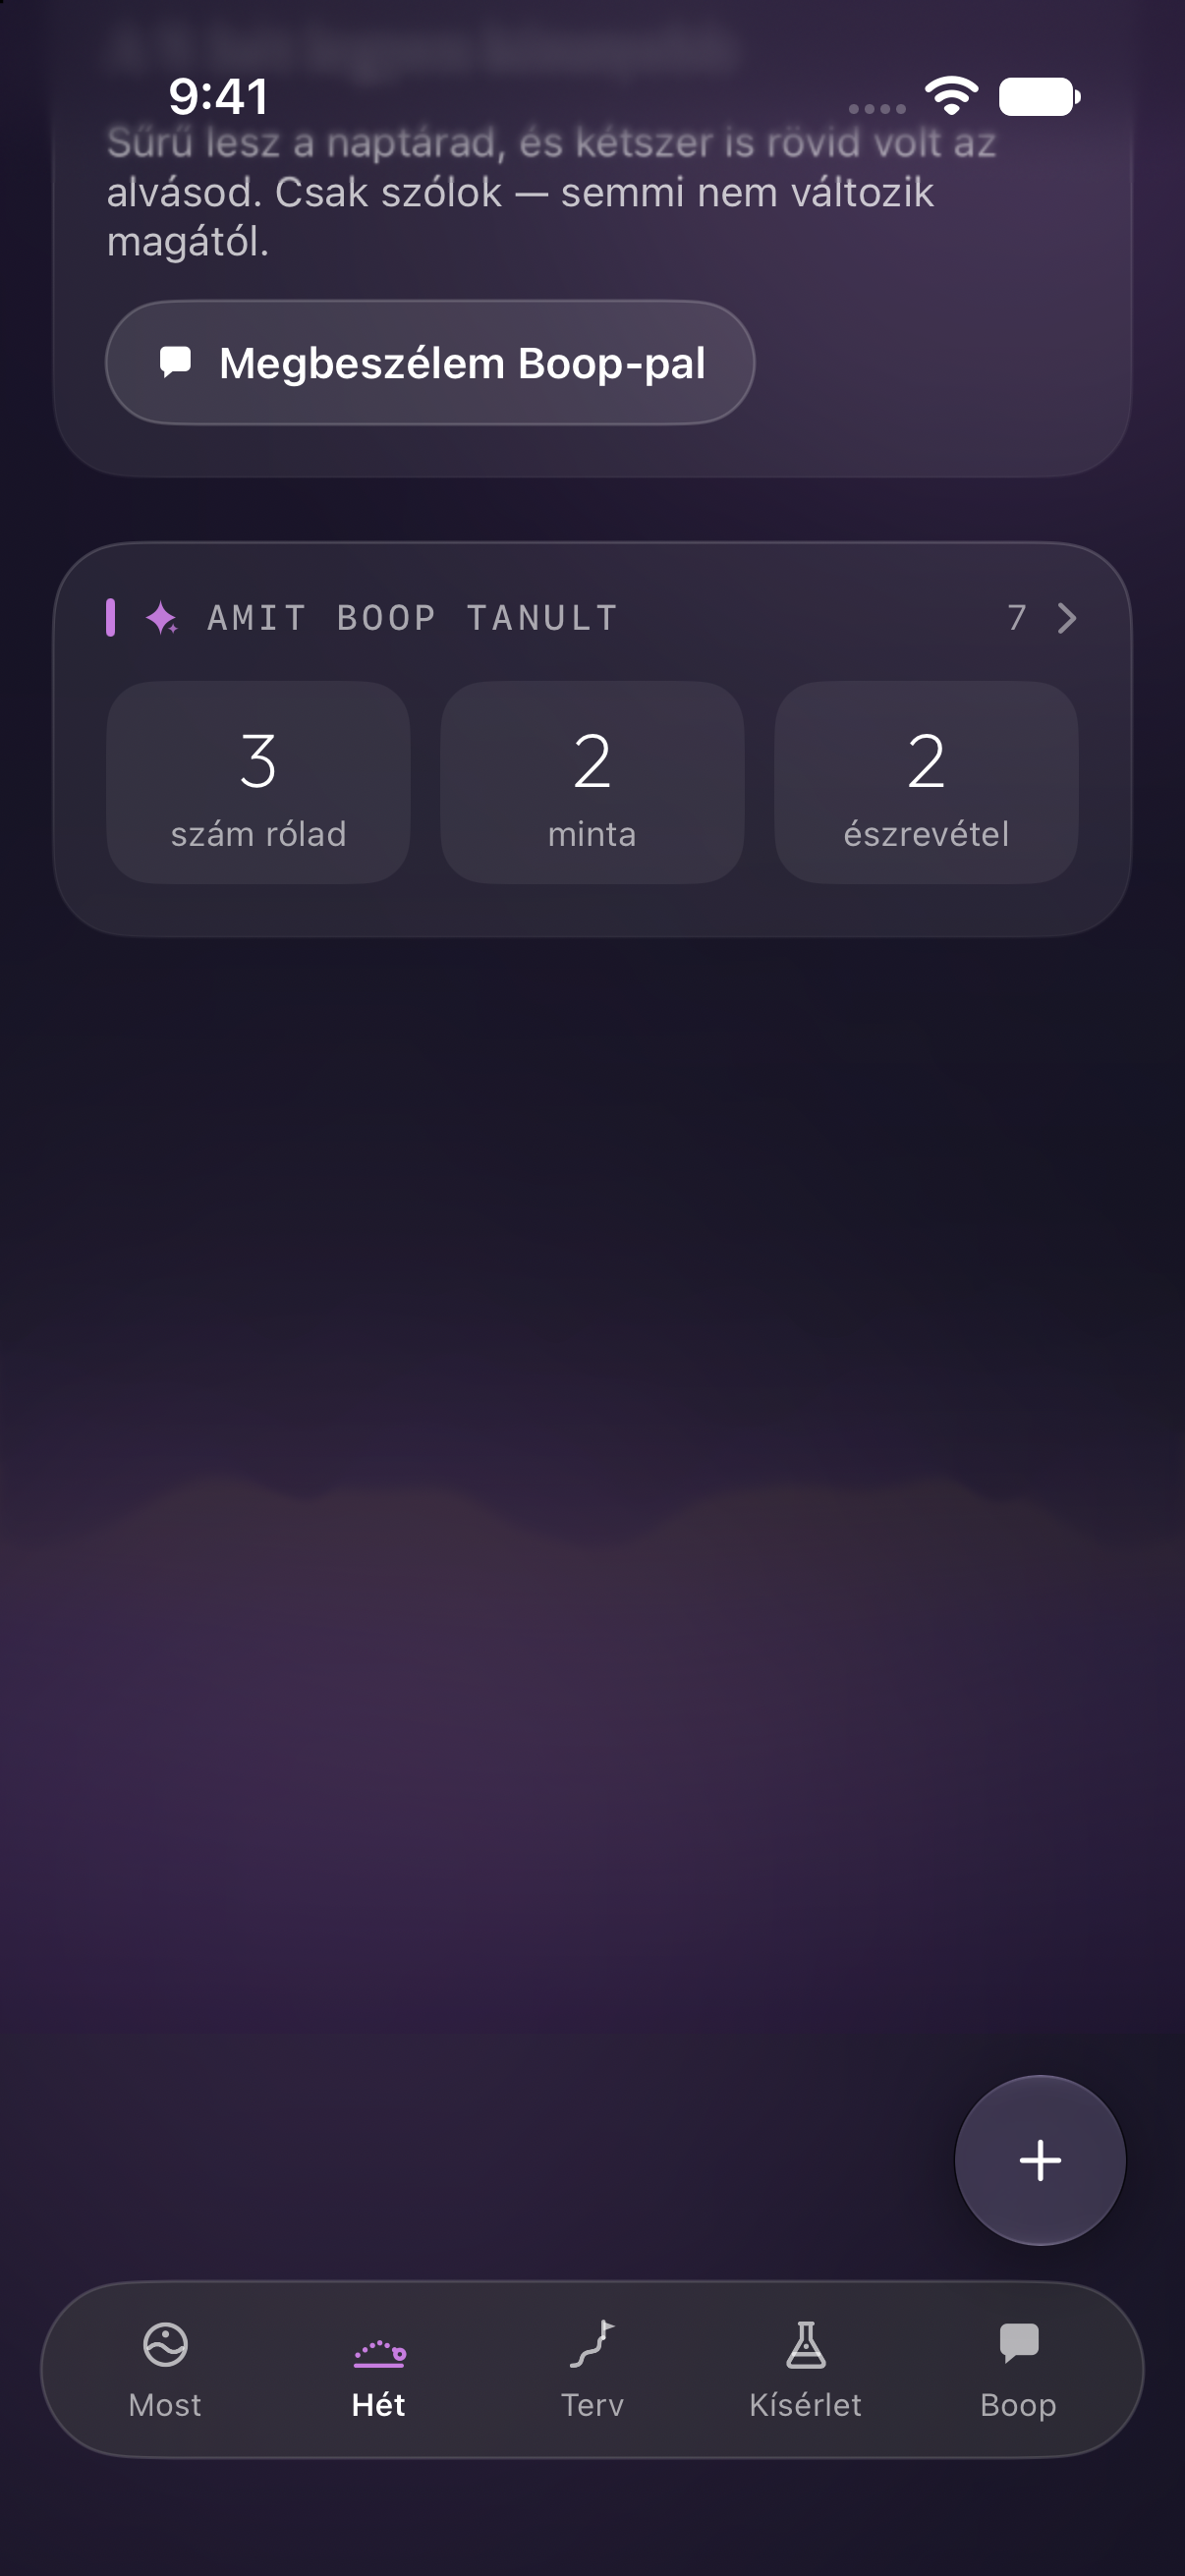 9:41
Sűrű lesz a naptárad, és kétszer is rövid volt az
alvásod. Csak szólok — semmi nem változik
magától.
Megbeszélem Boop-pal
AMIT BOOP TANULT 7
3 2 2
szám rólad minta észrevétel
Most Hét Terv Kísérlet Boop